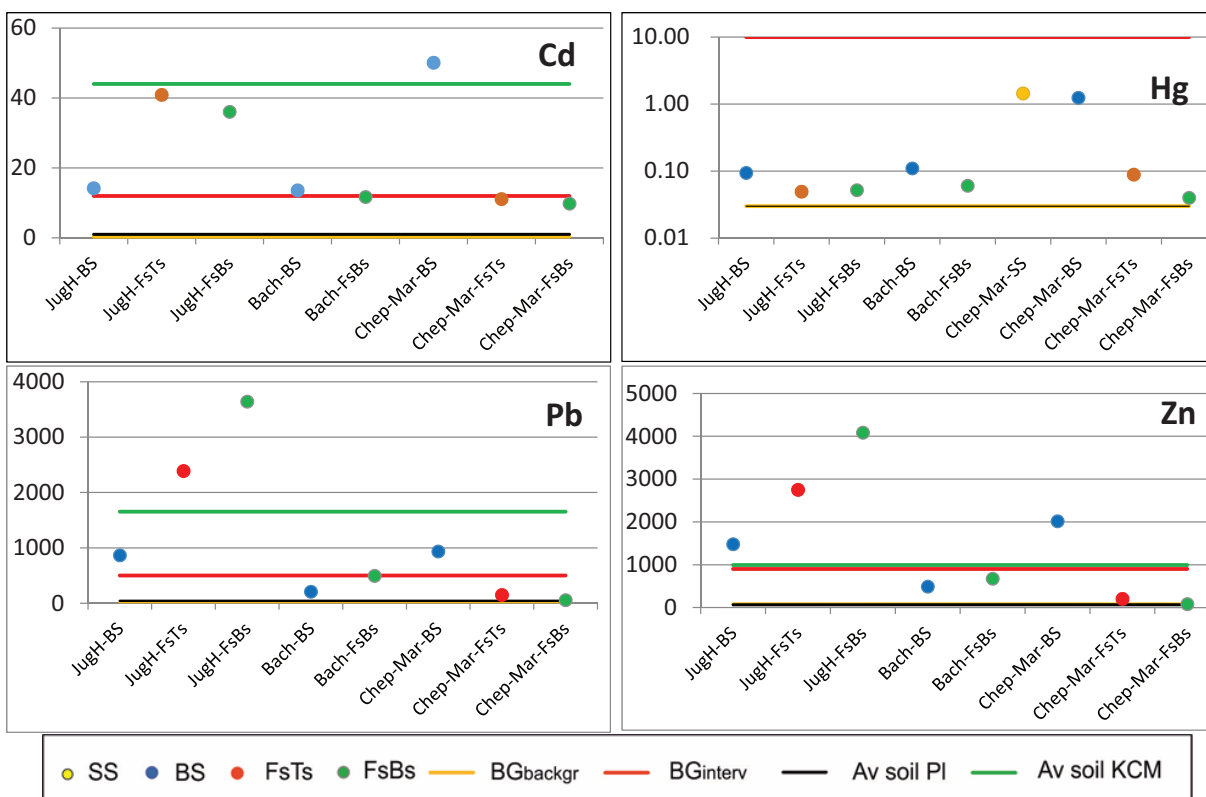 Cd
60
40
20
0
JugH-BS
JugH-FsTs
JugH-FsBs
Bach-BS
Bach-FsBs
Chep-Mar-BS
Chep-Mar-FsTs
Chep-Mar-FsBs
Hg
10.00
1.00
0.10
0.01
JugH-BS
JugH-FsTs
JugH-FsBs
Bach-BS
Bach-FsBs
Chep-Mar-SS
Chep-Mar-BS
Chep-Mar-FsTs
Chep-Mar-FsBs
Pb
4000
3000
2000
1000
0
JugH-BS
JugH-FsTs
JugH-FsBs
Bach-BS
Bach-FsBs
Chep-Mar-BS
Chep-Mar-FsTs
Chep-Mar-FsBs
Zn
5000
4000
3000
2000
1000
0
JugH-BS
JugH-FsTs
JugH-FsBs
Bach-BS
Bach-FsBs
Chep-Mar-BS
Chep-Mar-FsTs
Chep-Mar-FsBs
SS BS FsTs FsBs BGbackgr BGinterv Av soil Pl Av soil KCM